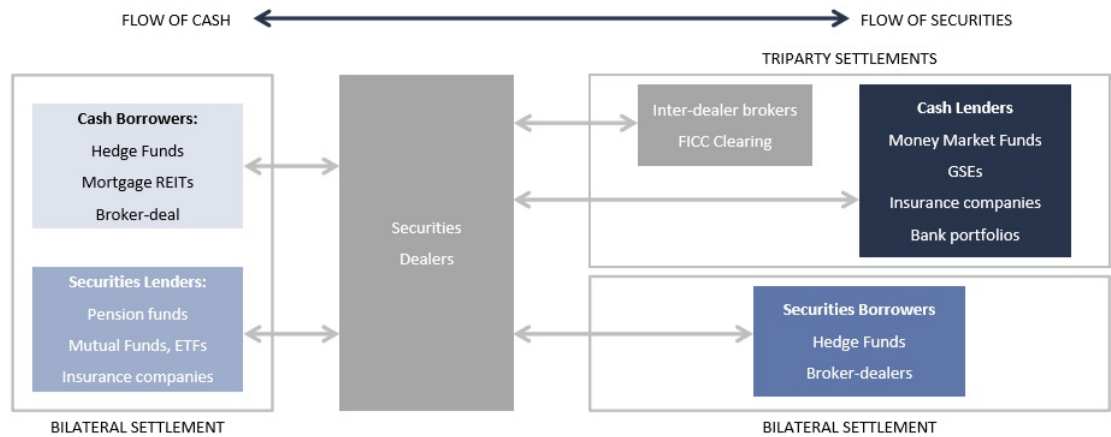 FLOW OF CASH
FLOW OF SECURITIES
TRIPARTY SETTLEMENTS
Cash Borrowers:
Hedge Funds
Mortgage REITs
Broker-deal
Securities Lenders:
Pension funds
Mutual Funds, ETFs
Insurance companies
BILATERAL SETTLEMENT
Securities
Dealers
Inter-dealer brokers
FICC Clearing
Cash Lenders
Money Market Funds
GSEs
Insurance companies
Bank portfolios
Securities Borrowers
Hedge Funds
Broker-dealers
BILATERAL SETTLEMENT